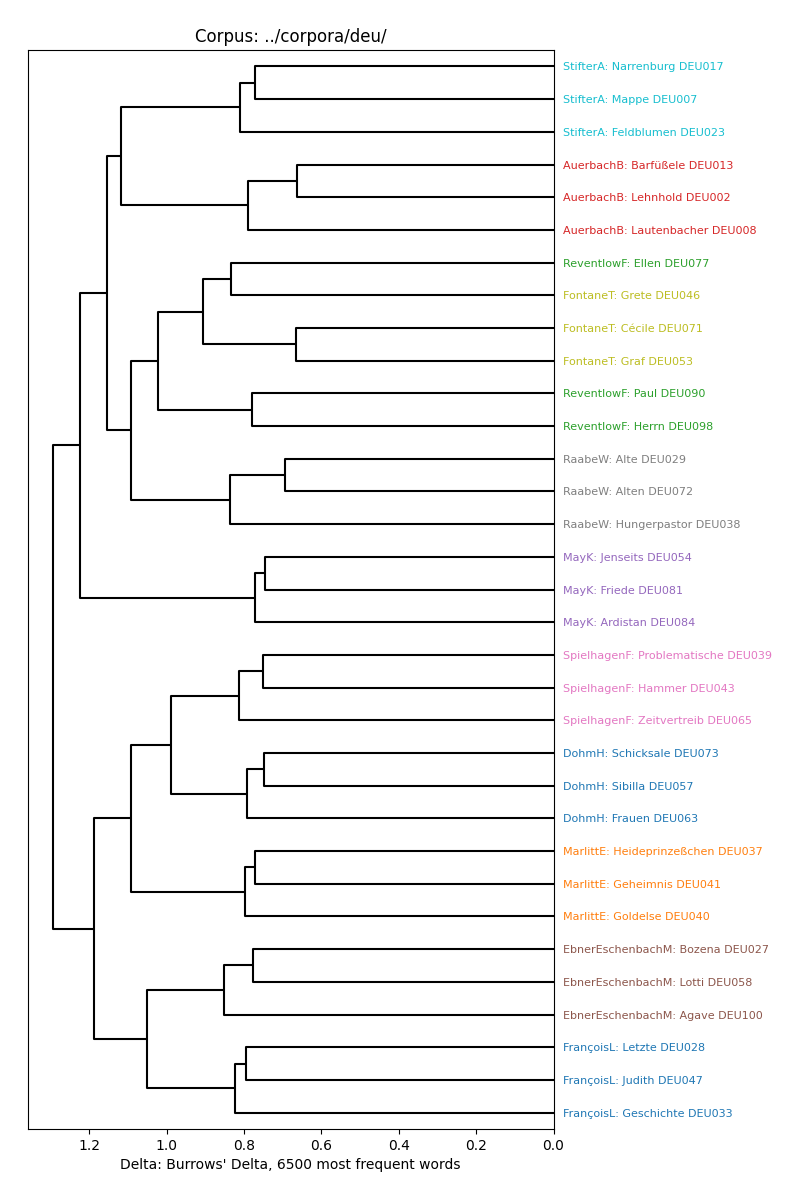 Corpus: ../corpora/deu/
StifterA: Narrenburg DEU017
StifterA: Mappe DEU007
StifterA: Feldblumen DEU023
AuerbachB: Barfüßele DEU013
AuerbachB: Lehnhold DEU002
AuerbachB: Lautenbacher DEU008
ReventlowF: Ellen DEU077
FontaneT: Grete DEU046
FontaneT: Cécile DEU071
FontaneT: Graf DEU053
ReventlowF: Paul DEU090
ReventlowF: Herrn DEU098
RaabeW: Alte DEU029
RaabeW: Alten DEU072
RaabeW: Hungerpastor DEU038
MayK: Jenseits DEU054
MayK: Friede DEU081
MayK: Ardistan DEU084
SpielhagenF: Problematische DEU039
SpielhagenF: Hammer DEU043
SpielhagenF: Zeitvertreib DEU065
DohmH: Schicksale DEU073
DohmH: Sibilla DEU057
DohmH: Frauen DEU063
MarlittE: Heideprinzeßchen DEU037
MarlittE: Geheimnis DEU041
MarlittE: Goldelse DEU040
EbnerEschenbachM: Bozena DEU027
EbnerEschenbachM: Lotti DEU058
EbnerEschenbachM: Agave DEU100
FrançoisL: Letzte DEU028
FrançoisL: Judith DEU047
FrançoisL: Geschichte DEU033
1.2 1.0 0.8 0.6 0.4 0.2 0.0
Delta: Burrows' Delta, 6500 most frequent words